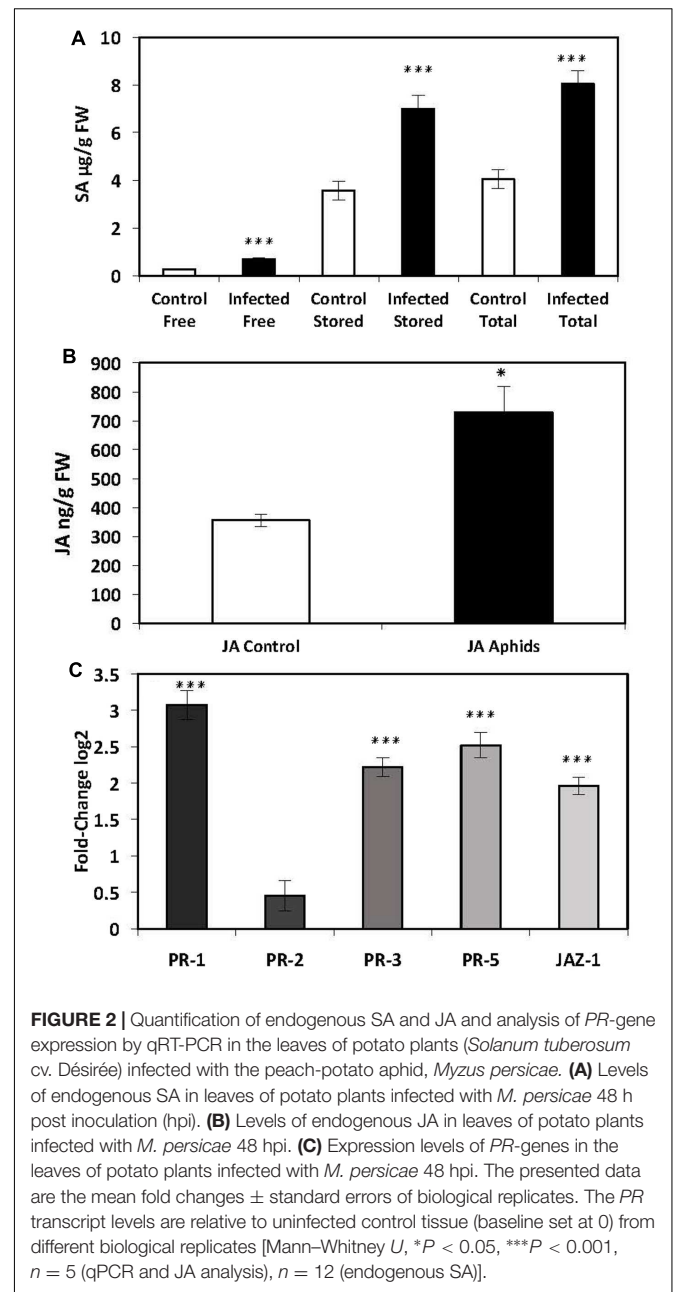 A
10
8
6
4
2
0
SA µg/g FW
***
***
***
Control Free
Infected Free
Control Stored
Infected Stored
Control Total
Infected Total
B
900
800
700
600
500
400
300
200
100
0
JA ng/g FW
*
JA Control
JA Aphids
C
3.5
3
2.5
2
1.5
1
0.5
0
Fold-Change log2
***
***
***
***
PR-1
PR-2
PR-3
PR-5
JAZ-1
FIGURE 2 | Quantification of endogenous SA and JA and analysis of PR-gene
expression by qRT-PCR in the leaves of potato plants (Solanum tuberosum
cv. Désirée) infected with the peach-potato aphid, Myzus persicae. (A) Levels
of endogenous SA in leaves of potato plants infected with M. persicae 48 h
post inoculation (hpi). (B) Levels of endogenous JA in leaves of potato plants
infected with M. persicae 48 hpi. (C) Expression levels of PR-genes in the
leaves of potato plants infected with M. persicae 48 hpi. The presented data
are the mean fold changes ± standard errors of biological replicates. The PR
transcript levels are relative to uninfected control tissue (baseline set at 0) from
different biological replicates [Mann–Whitney U, *P < 0.05, ***P < 0.001,
n = 5 (qPCR and JA analysis), n = 12 (endogenous SA)].